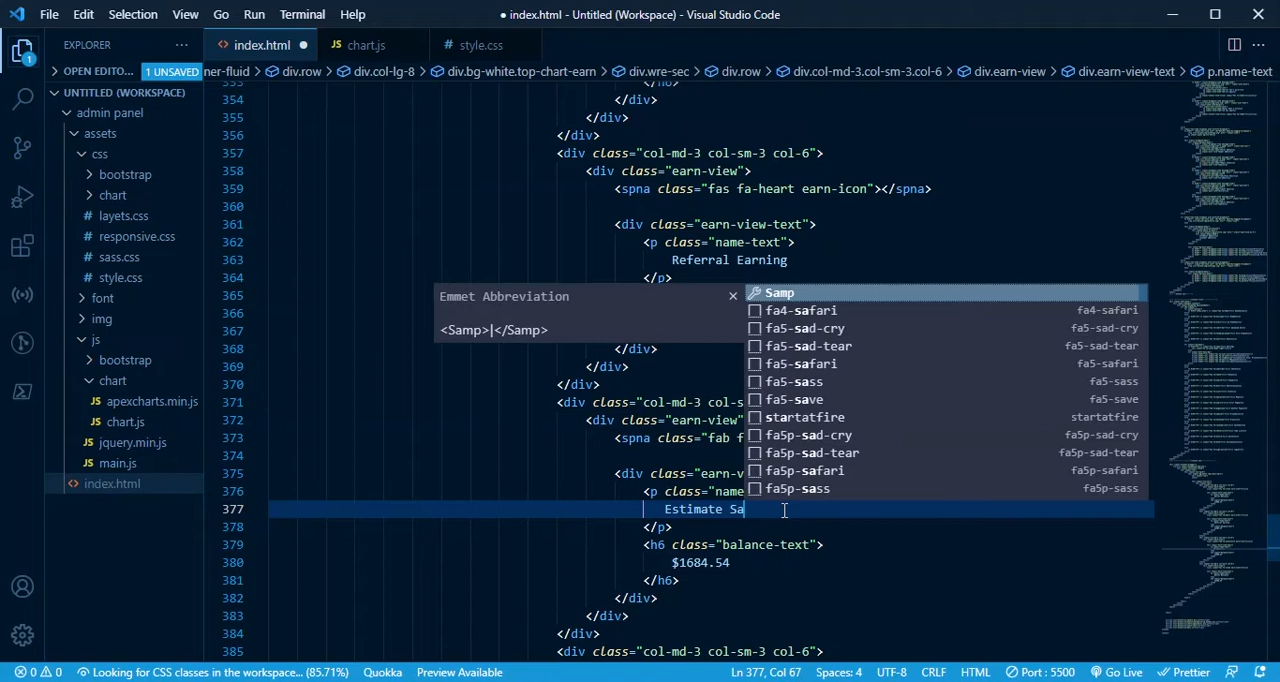 File Edit Selection View Go Run Terminal Help
● index.html - Untitled (Workspace) - Visual Studio Code
EXPLORER
index.html
JS chart.js
# style.css
OPEN EDITO...
1 UNSAVED
ner-fluid > div.row > div.col-lg-8 > div.bg-white.top-chart-earn > div.wre-sec > div.row > div.col-md-3.col-sm-3.col-6 > div.earn-view > div.earn-view-text > p.name-text
UNTITLED (WORKSPACE)
admin panel
assets
css
bootstrap
chart
# layets.css
# responsive.css
# sass.css
# style.css
font
img
js
bootstrap
chart
JS apexcharts.min.js
JS chart.js
JS jquery.min.js
JS main.js
index.html
354 </div>
355 </div>
356 </div>
357 <div class="col-md-3 col-sm-3 col-6">
358 <div class="earn-view">
359 <spna class="fas fa-heart earn-icon"></spna>
360
361 <div class="earn-view-text">
362 <p class="name-text">
363 Referral Earning
364 </p>
365
366
367
368 </div>
369 </div>
370 </div>
371 <div class="col-md-3 col-s
372 <div class="earn-view"
373 <spna class="fab f
374
375 <div class="earn-v
376 <p class="name
377 Estimate Sa
378 </p>
379 <h6 class="balance-text">
380 $1684.54
381 </h6>
382 </div>
383 </div>
384 </div>
385 <div class="col-md-3 col-sm-3 col-6">
Emmet Abbreviation
<Samp>|</Samp>
Samp
fa4-safari fa4-safari
fa5-sad-cry fa5-sad-cry
fa5-sad-tear fa5-sad-tear
fa5-safari fa5-safari
fa5-sass fa5-sass
fa5-save fa5-save
startatfire startatfire
fa5p-sad-cry fa5p-sad-cry
fa5p-sad-tear fa5p-sad-tear
fa5p-safari fa5p-safari
fa5p-sass fa5p-sass
0 0 Looking for CSS classes in the workspace... (85.71%) Quokka Preview Available
Ln 377, Col 67 Spaces: 4 UTF-8 CRLF HTML Port : 5500 Go Live Prettier